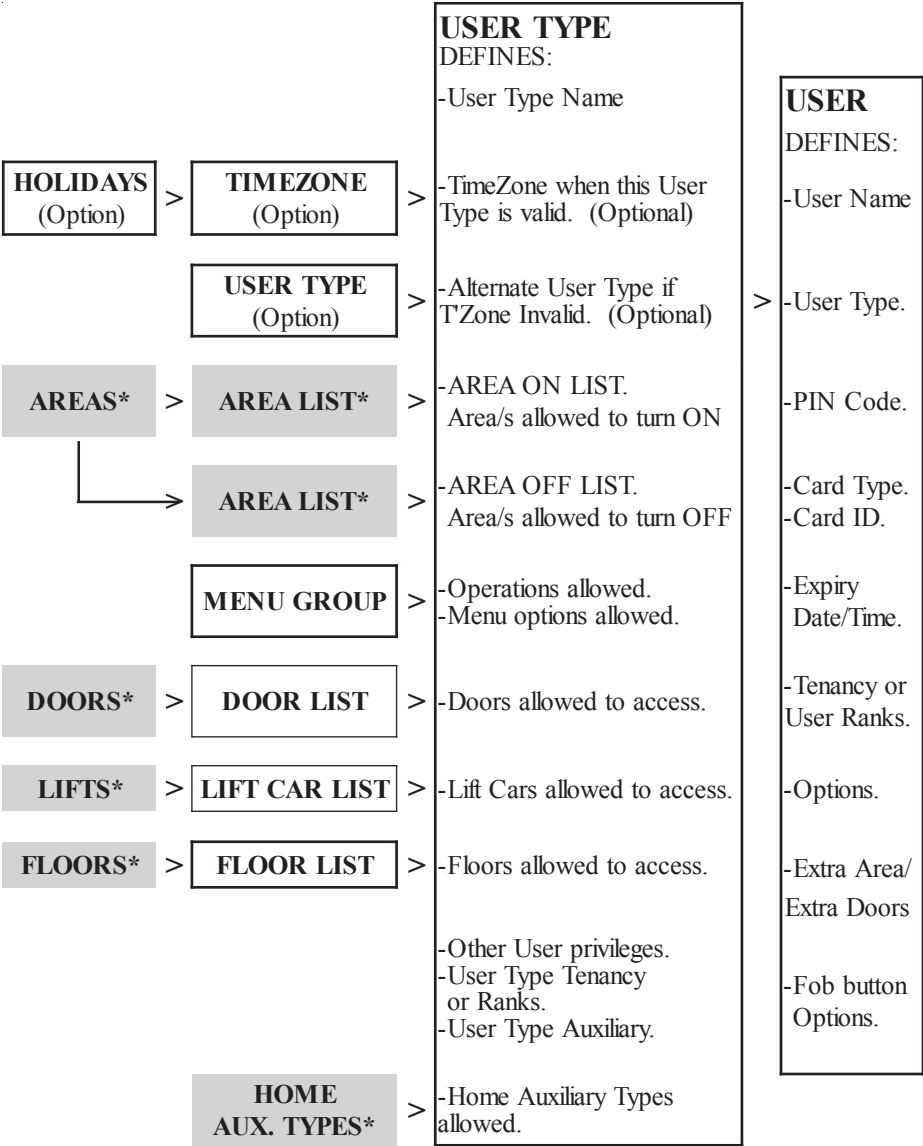 USER TYPE
DEFINES:
-User Type Name
USER
DEFINES:
HOLIDAYS
(Option)
>
TIMEZONE
(Option)
>
-TimeZone when this User
Type is valid. (Optional)
-User Name
USER TYPE
(Option)
>
-Alternate User Type if
T'Zone Invalid. (Optional)
>
-User Type.
AREAS*
>
AREA LIST*
>
-AREA ON LIST.
Area/s allowed to turn ON
-PIN Code.
AREA LIST*
>
-AREA OFF LIST.
Area/s allowed to turn OFF
-Card Type.
-Card ID.
MENU GROUP
>
-Operations allowed.
-Menu options allowed.
-Expiry
Date/Time.
DOORS*
>
DOOR LIST
>
-Doors allowed to access.
-Tenancy or
User Ranks.
LIFTS*
>
LIFT CAR LIST
>
-Lift Cars allowed to access.
-Options.
FLOORS*
>
FLOOR LIST
>
-Floors allowed to access.
-Extra Area/
Extra Doors
-Other User privileges.
-User Type Tenancy
or Ranks.
-User Type Auxiliary.
-Fob button
Options.
HOME
AUX. TYPES*
>
-Home Auxiliary Types
allowed.